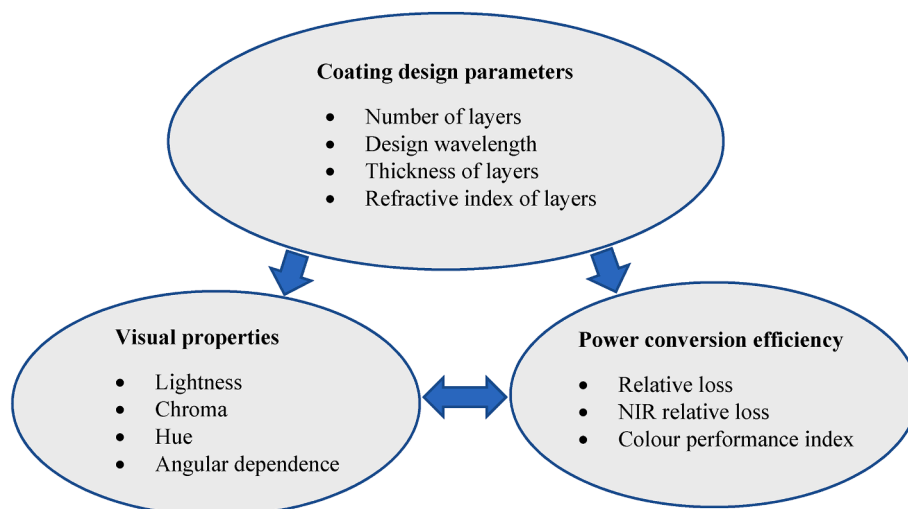 Coating design parameters
• Number of layers
• Design wavelength
• Thickness of layers
• Refractive index of layers
Visual properties
• Lightness
• Chroma
• Hue
• Angular dependence
Power conversion efficiency
• Relative loss
• NIR relative loss
• Colour performance index